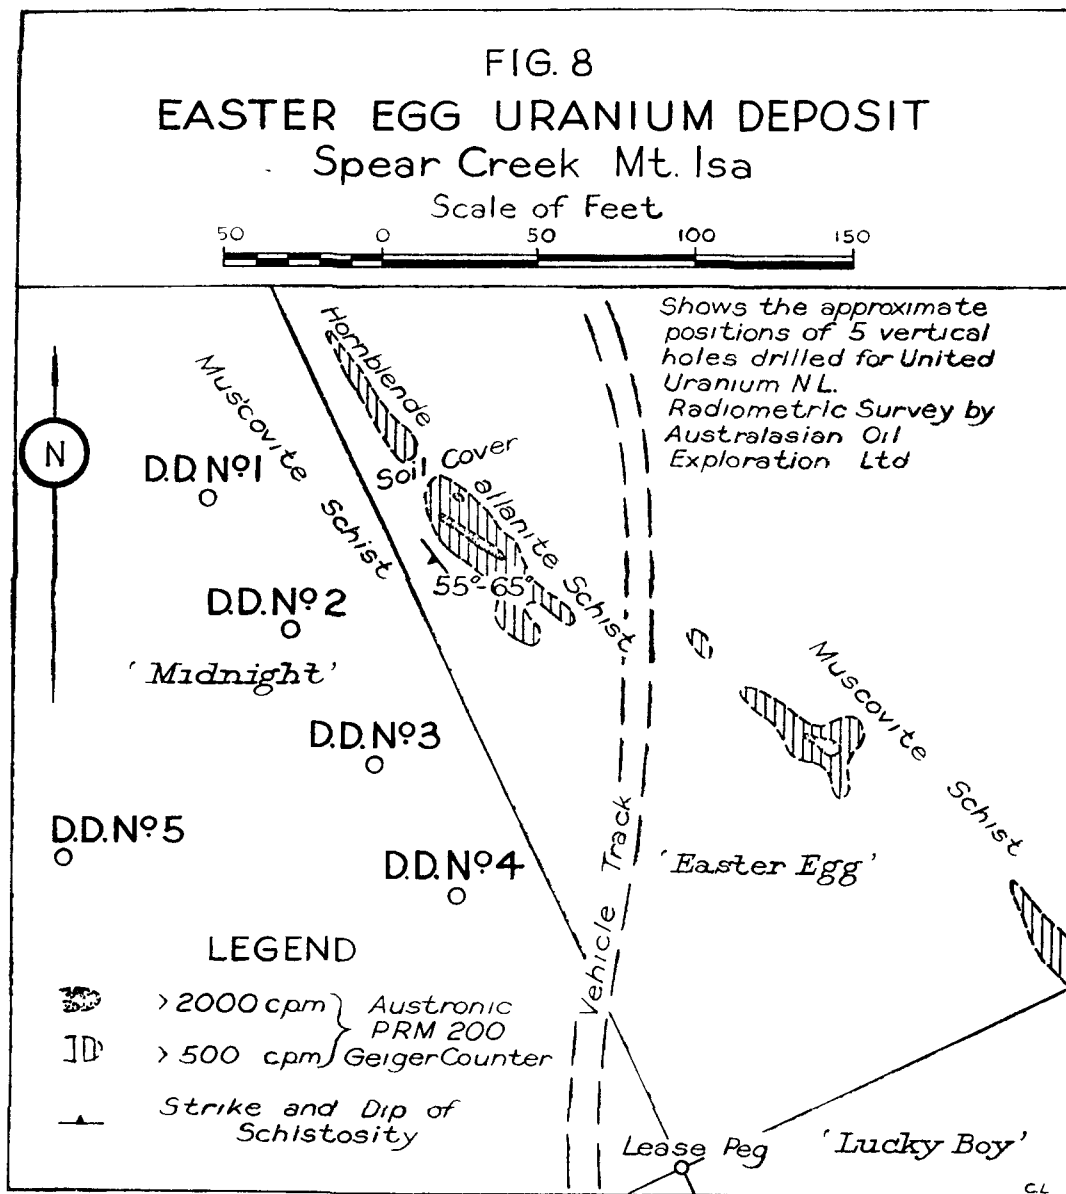 FIG. 8
EASTER EGG URANIUM DEPOSIT
Spear Creek Mt. Isa
Scale of Feet
50 0 50 100 150
Shows the approximate
positions of 5 vertical
holes drilled for United
Uranium N L.
Radiometric Survey by
Australasian Oil
Exploration Ltd
N
Muscovite Schist
Hornblende allanite Schist
Soil Cover
55°-65°
D.D. Nº1
D.D. Nº2
'Midnight'
D.D. Nº3
D.D. Nº5
D.D. Nº4
Vehicle Track
Muscovite Schist
'Easter Egg'
LEGEND
>2000 cpm } Austronic
PRM 200
> 500 cpm Geiger Counter
Strike and Dip of
Schistosity
Lease Peg
'Lucky Boy'
C.L